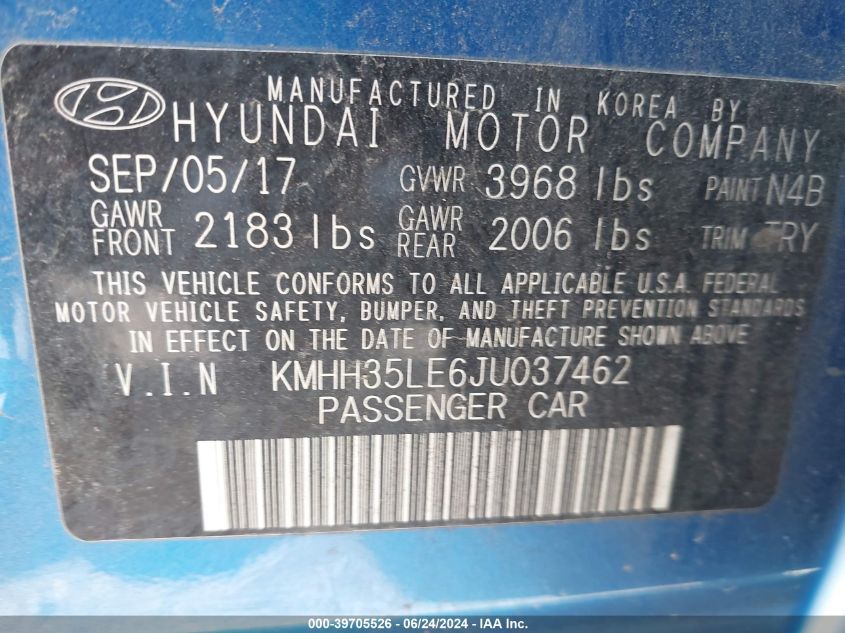 MANUFACTURED IN KOREA BY
HYUNDAI MOTOR COMPANY
SEP/05/17 GVWR 3968 lbs PAINT N4B
GAWR FRONT 2183 lbs GAWR REAR 2006 lbs TRIM TRY
THIS VEHICLE CONFORMS TO ALL APPLICABLE U.S.A. FEDERAL
MOTOR VEHICLE SAFETY, BUMPER, AND THEFT PREVENTION STANDARDS
IN EFFECT ON THE DATE OF MANUFACTURE SHOWN ABOVE
V.I.N KMHH35LE6JU037462
PASSENGER CAR
000-39705526 - 06/24/2024 - IAA, Inc.